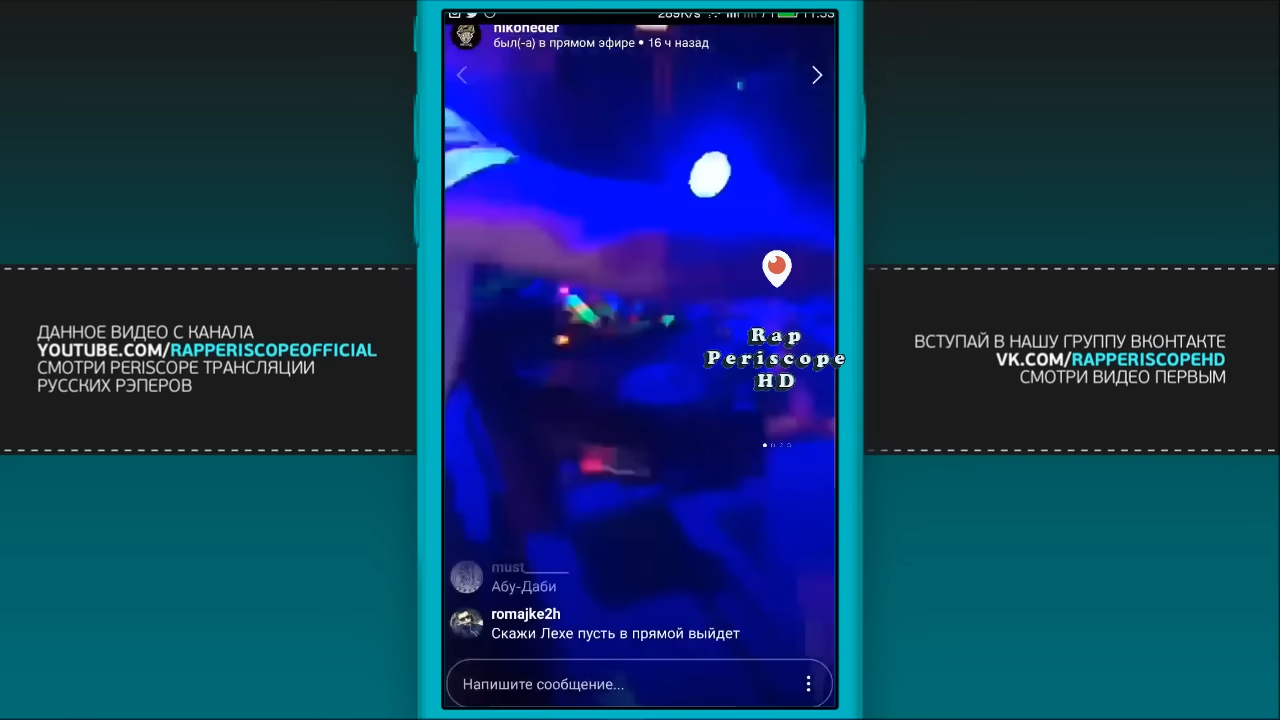 nikoneder
был(-а) в прямом эфире • 16 ч назад
ДАННОЕ ВИДЕО С КАНАЛА
YOUTUBE.COM/RAPPERISCOPEOFFICIAL
СМОТРИ PERISCOPE ТРАНСЛЯЦИИ
РУССКИХ РЭПЕРОВ
Rap
Periscope
HD
ВСТУПАЙ В НАШУ ГРУППУ ВКОНТАКТЕ
VK.COM/RAPPERISCOPEHD
СМОТРИ ВИДЕО ПЕРВЫМ
must______
Абу-Даби
romajke2h
Скажи Лехе пусть в прямой выйдет
Напишите сообщение...